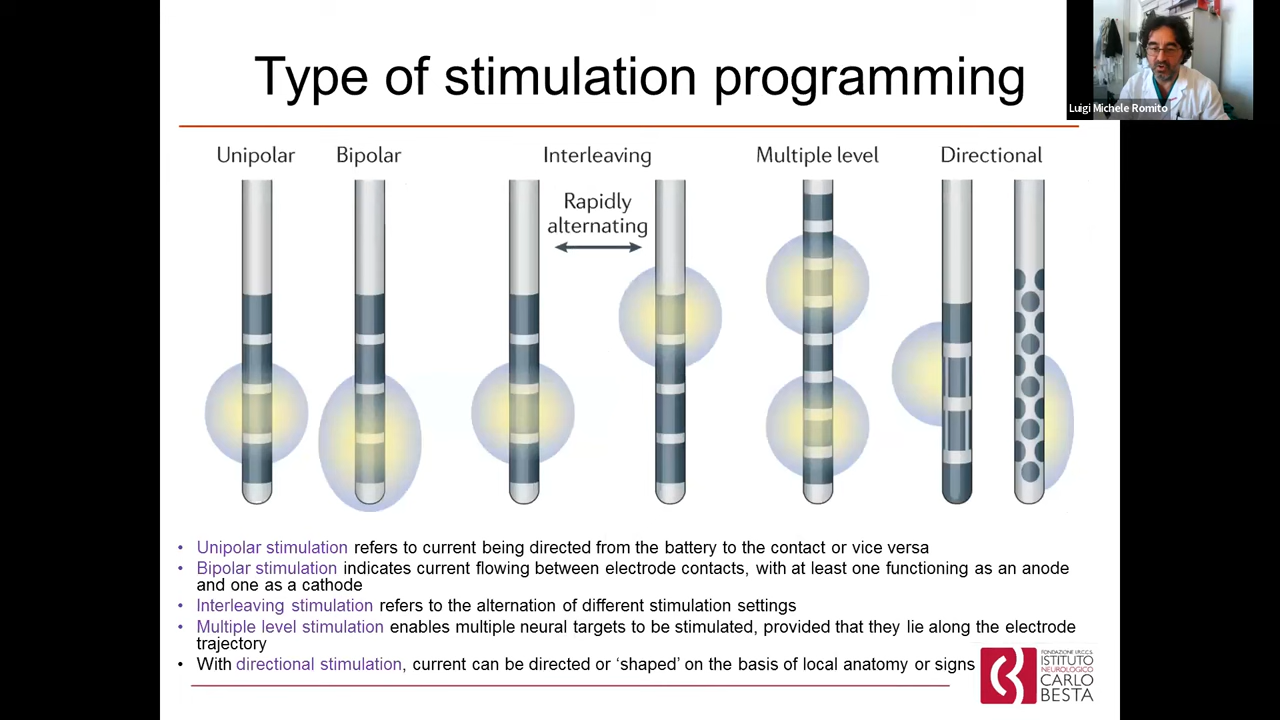 Type of stimulation programming
Luigi Michele Romito
Unipolar
Bipolar
Interleaving
Multiple level
Directional
Rapidly
alternating
• Unipolar stimulation refers to current being directed from the battery to the contact or vice versa
• Bipolar stimulation indicates current flowing between electrode contacts, with at least one functioning as an anode
and one as a cathode
• Interleaving stimulation refers to the alternation of different stimulation settings
• Multiple level stimulation enables multiple neural targets to be stimulated, provided that they lie along the electrode
trajectory
• With directional stimulation, current can be directed or ‘shaped’ on the basis of local anatomy or signs
FONDAZIONE I.R.C.C.S.
ISTITUTO
NEUROLOGICO
CARLO
BESTA